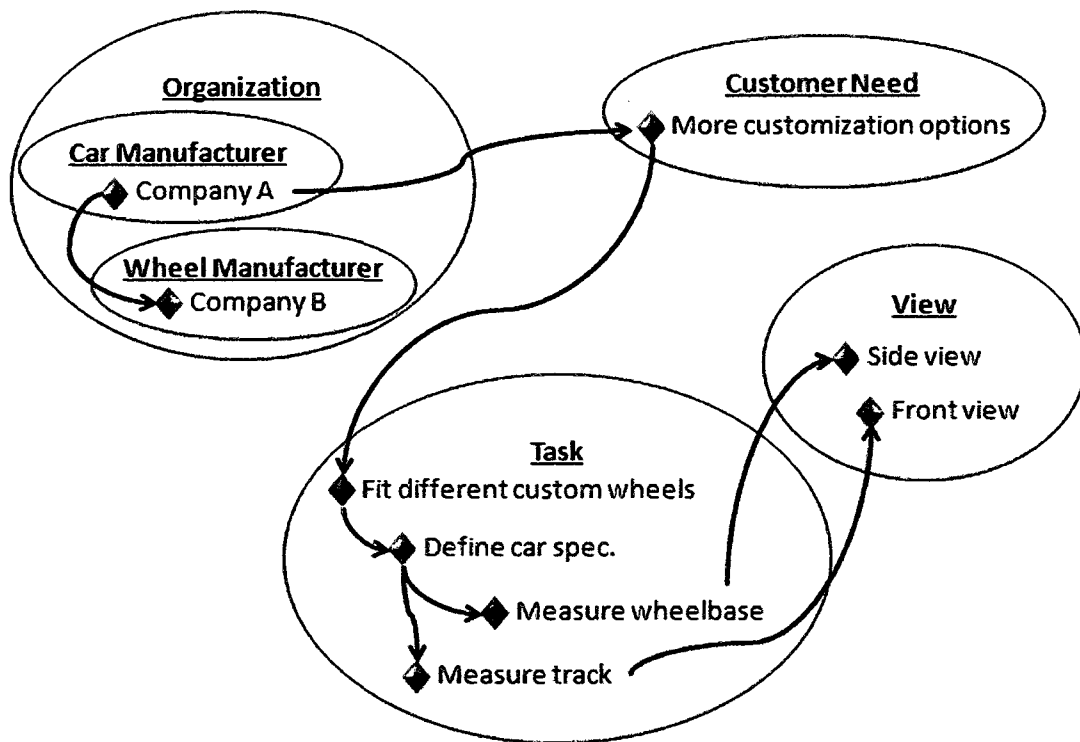 Organization
Car Manufacturer
Company A
Wheel Manufacturer
Company B
Customer Need
More customization options
View
Side view
Front view
Task
Fit different custom wheels
Define car spec.
Measure wheelbase
Measure track